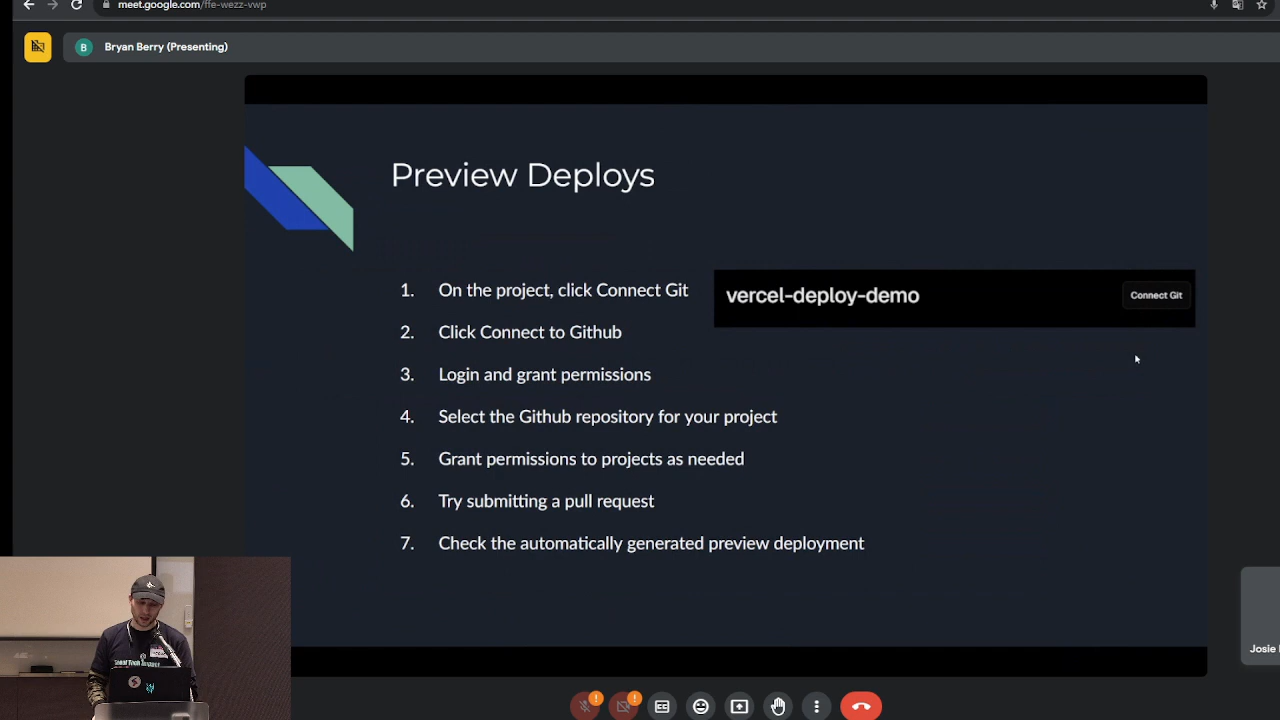 meet.google.com/ffe-wezz-vwp
B
Bryan Berry (Presenting)
Preview Deploys
1. On the project, click Connect Git
vercel-deploy-demo
Connect Git
2. Click Connect to Github
3. Login and grant permissions
4. Select the Github repository for your project
5. Grant permissions to projects as needed
6. Try submitting a pull request
7. Check the automatically generated preview deployment
Josie